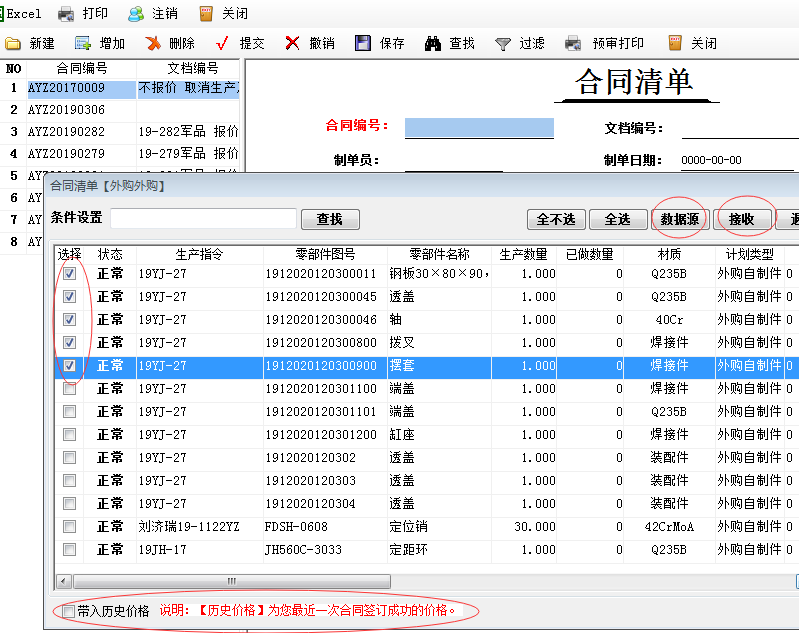 Excel 打印 注销 关闭
新建 增加 删除 提交 撤销 保存 查找 过滤 预审打印 关闭
NO 合同编号 文档编号
1 AYZ20170009 不报价 取消生产
2 AYZ20190306
3 AYZ20190282 19-282军品 报价
4 AYZ20190279 19-279军品 报价
5
6 AY
7 AY
8 AY
合同清单
合同编号： 文档编号：
制单员： 制单日期： 0000-00-00
合同清单【外购外购】
条件设置 查找 全不选 全选 数据源 接收
选择 状态 生产指令 零部件图号 零部件名称 生产数量 已做数量 材质 计划类型
正常 19YJ-27 1912020120300011 钢板30×80×90, 1.000 0 Q235B 外购自制件 0
正常 19YJ-27 1912020120300045 透盖 1.000 0 Q235B 外购自制件 0
正常 19YJ-27 1912020120300046 轴 1.000 0 40Cr 外购自制件 0
正常 19YJ-27 1912020120300800 拨叉 1.000 0 焊接件 外购自制件 0
正常 19YJ-27 1912020120300900 摆套 1.000 0 焊接件 外购自制件 0
正常 19YJ-27 1912020120301100 端盖 1.000 0 焊接件 外购自制件 0
正常 19YJ-27 1912020120301101 端盖 1.000 0 Q235B 外购自制件 0
正常 19YJ-27 1912020120301200 缸座 1.000 0 焊接件 外购自制件 0
正常 19YJ-27 1912020120302 透盖 1.000 0 装配件 外购自制件 0
正常 19YJ-27 1912020120303 透盖 1.000 0 装配件 外购自制件 0
正常 19YJ-27 1912020120304 透盖 1.000 0 装配件 外购自制件 0
正常 刘济瑞19-1122YZ FDSH-0608 定位销 30.000 0 42CrMoA 外购自制件 0
正常 19JH-17 JH560C-3033 定距环 1.000 0 Q235B 外购自制件 0
带入历史价格 说明：【历史价格】为您最近一次合同签订成功的价格。